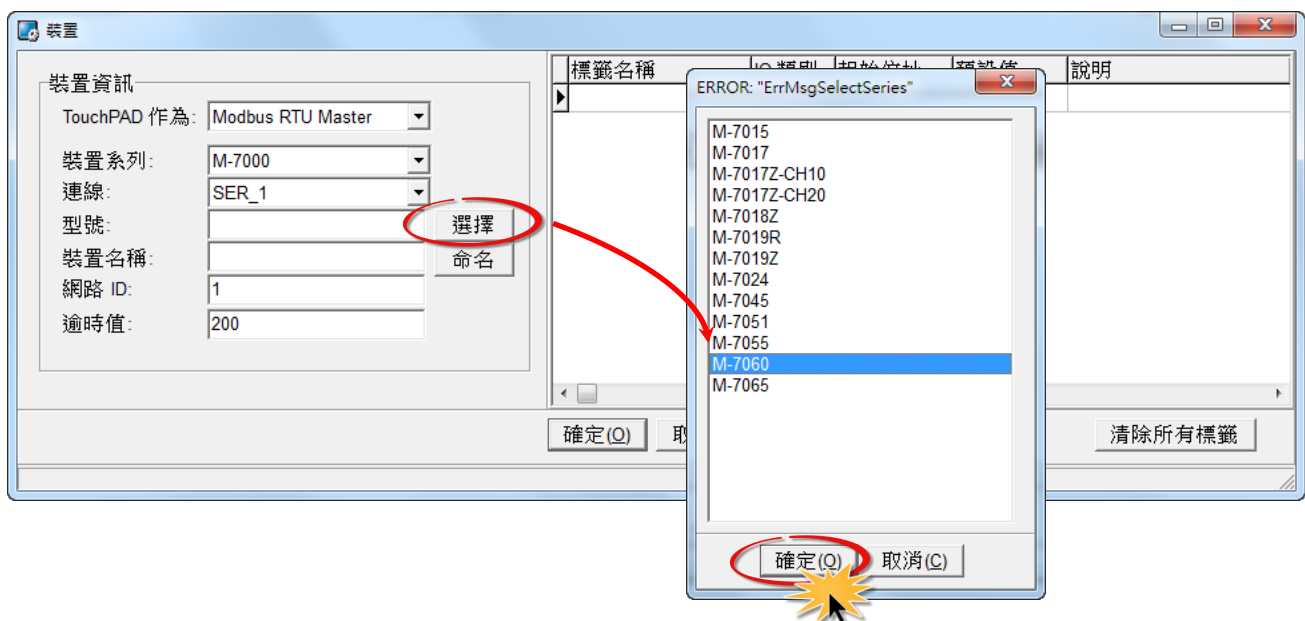 裝置
裝置資訊
TouchPAD 作為: Modbus RTU Master
裝置系列: M-7000
連線: SER_1
型號: 選擇
裝置名稱: 命名
網路 ID: 1
逾時值: 200
標籤名稱 說明
確定(O)
清除所有標籤
ERROR: "ErrMsgSelectSeries"
M-7015
M-7017
M-7017Z-CH10
M-7017Z-CH20
M-7018Z
M-7019R
M-7019Z
M-7024
M-7045
M-7051
M-7055
M-7060
M-7065
確定(O) 取消(C)